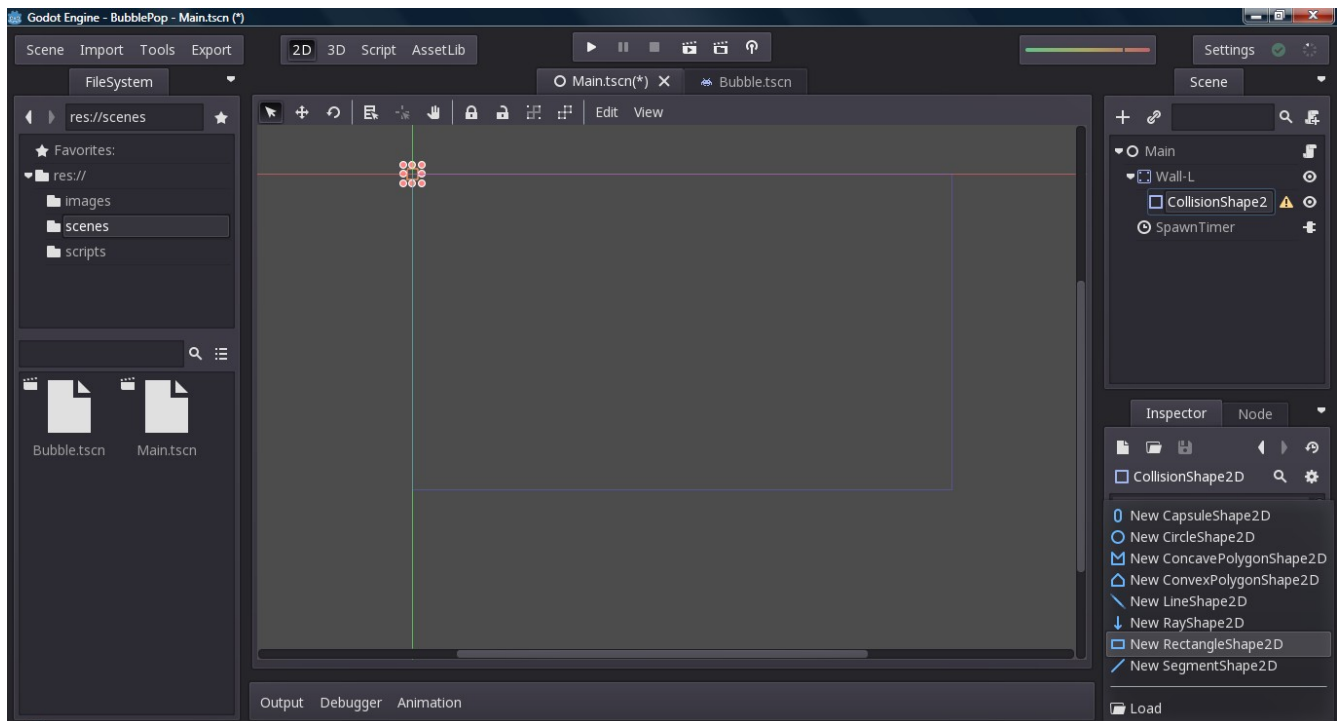 Godot Engine - BubblePop - Main.tscn (*)
Scene Import Tools Export
2D 3D Script AssetLib
Settings
FileSystem
Main.tscn(*) X
Bubble.tscn
Scene
res://scenes
Edit View
Favorites:
res://
images
scenes
scripts
Main
Wall-L
CollisionShape2
SpawnTimer
Bubble.tscn
Main.tscn
Inspector Node
CollisionShape2D
New CapsuleShape2D
New CircleShape2D
New ConcavePolygonShape2D
New ConvexPolygonShape2D
New LineShape2D
New RayShape2D
New RectangleShape2D
New SegmentShape2D
Load
Output Debugger Animation